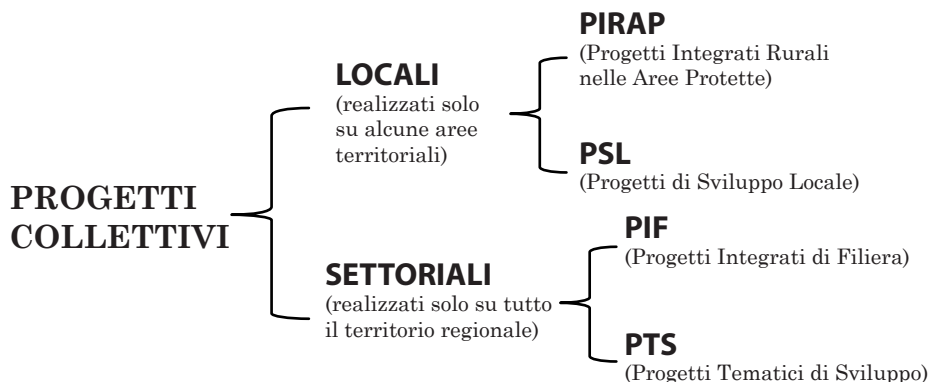 PROGETTI
COLLETTIVI
LOCALI
(realizzati solo
su alcune aree
territoriali)
PIRAP
(Progetti Integrati Rurali
nelle Aree Protette)
PSL
(Progetti di Sviluppo Locale)
SETTORIALI
(realizzati solo su tutto
il territorio regionale)
PIF
(Progetti Integrati di Filiera)
PTS
(Progetti Tematici di Sviluppo)